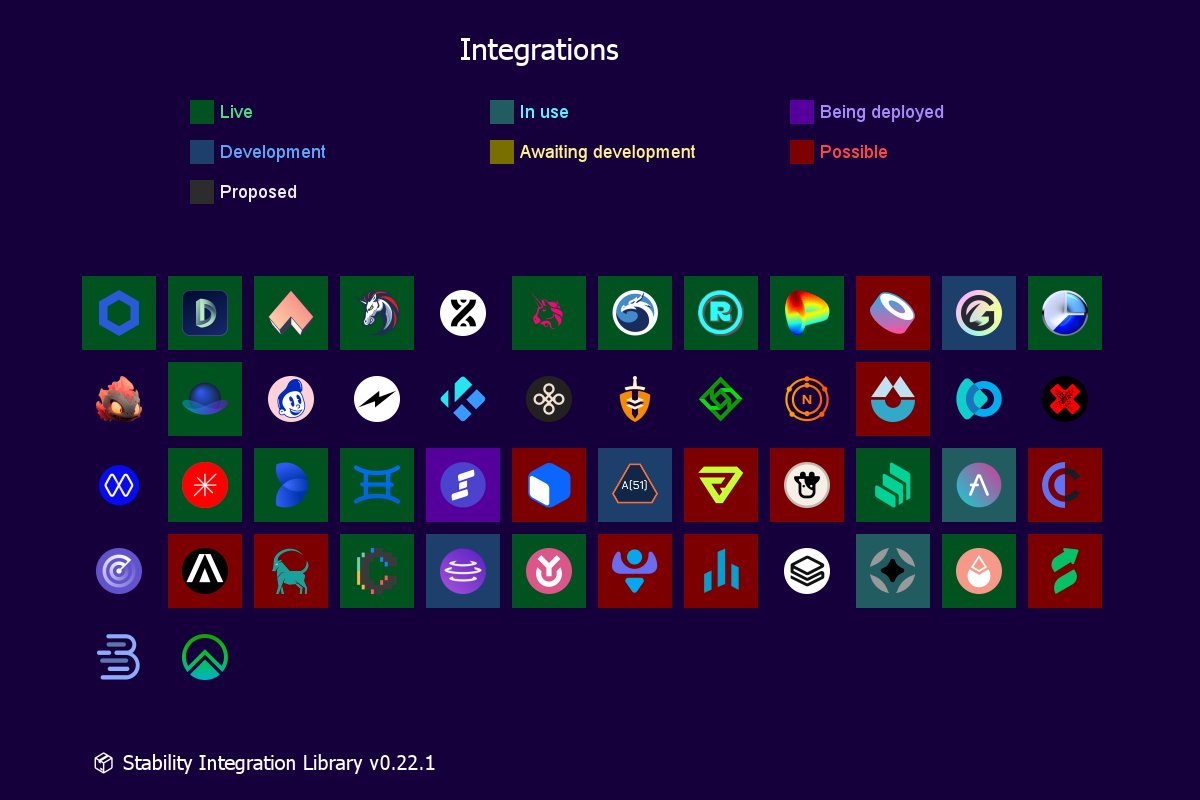 Integrations
Live
In use
Being deployed
Development
Awaiting development
Possible
Proposed
N
A[51]
Stability Integration Library v0.22.1